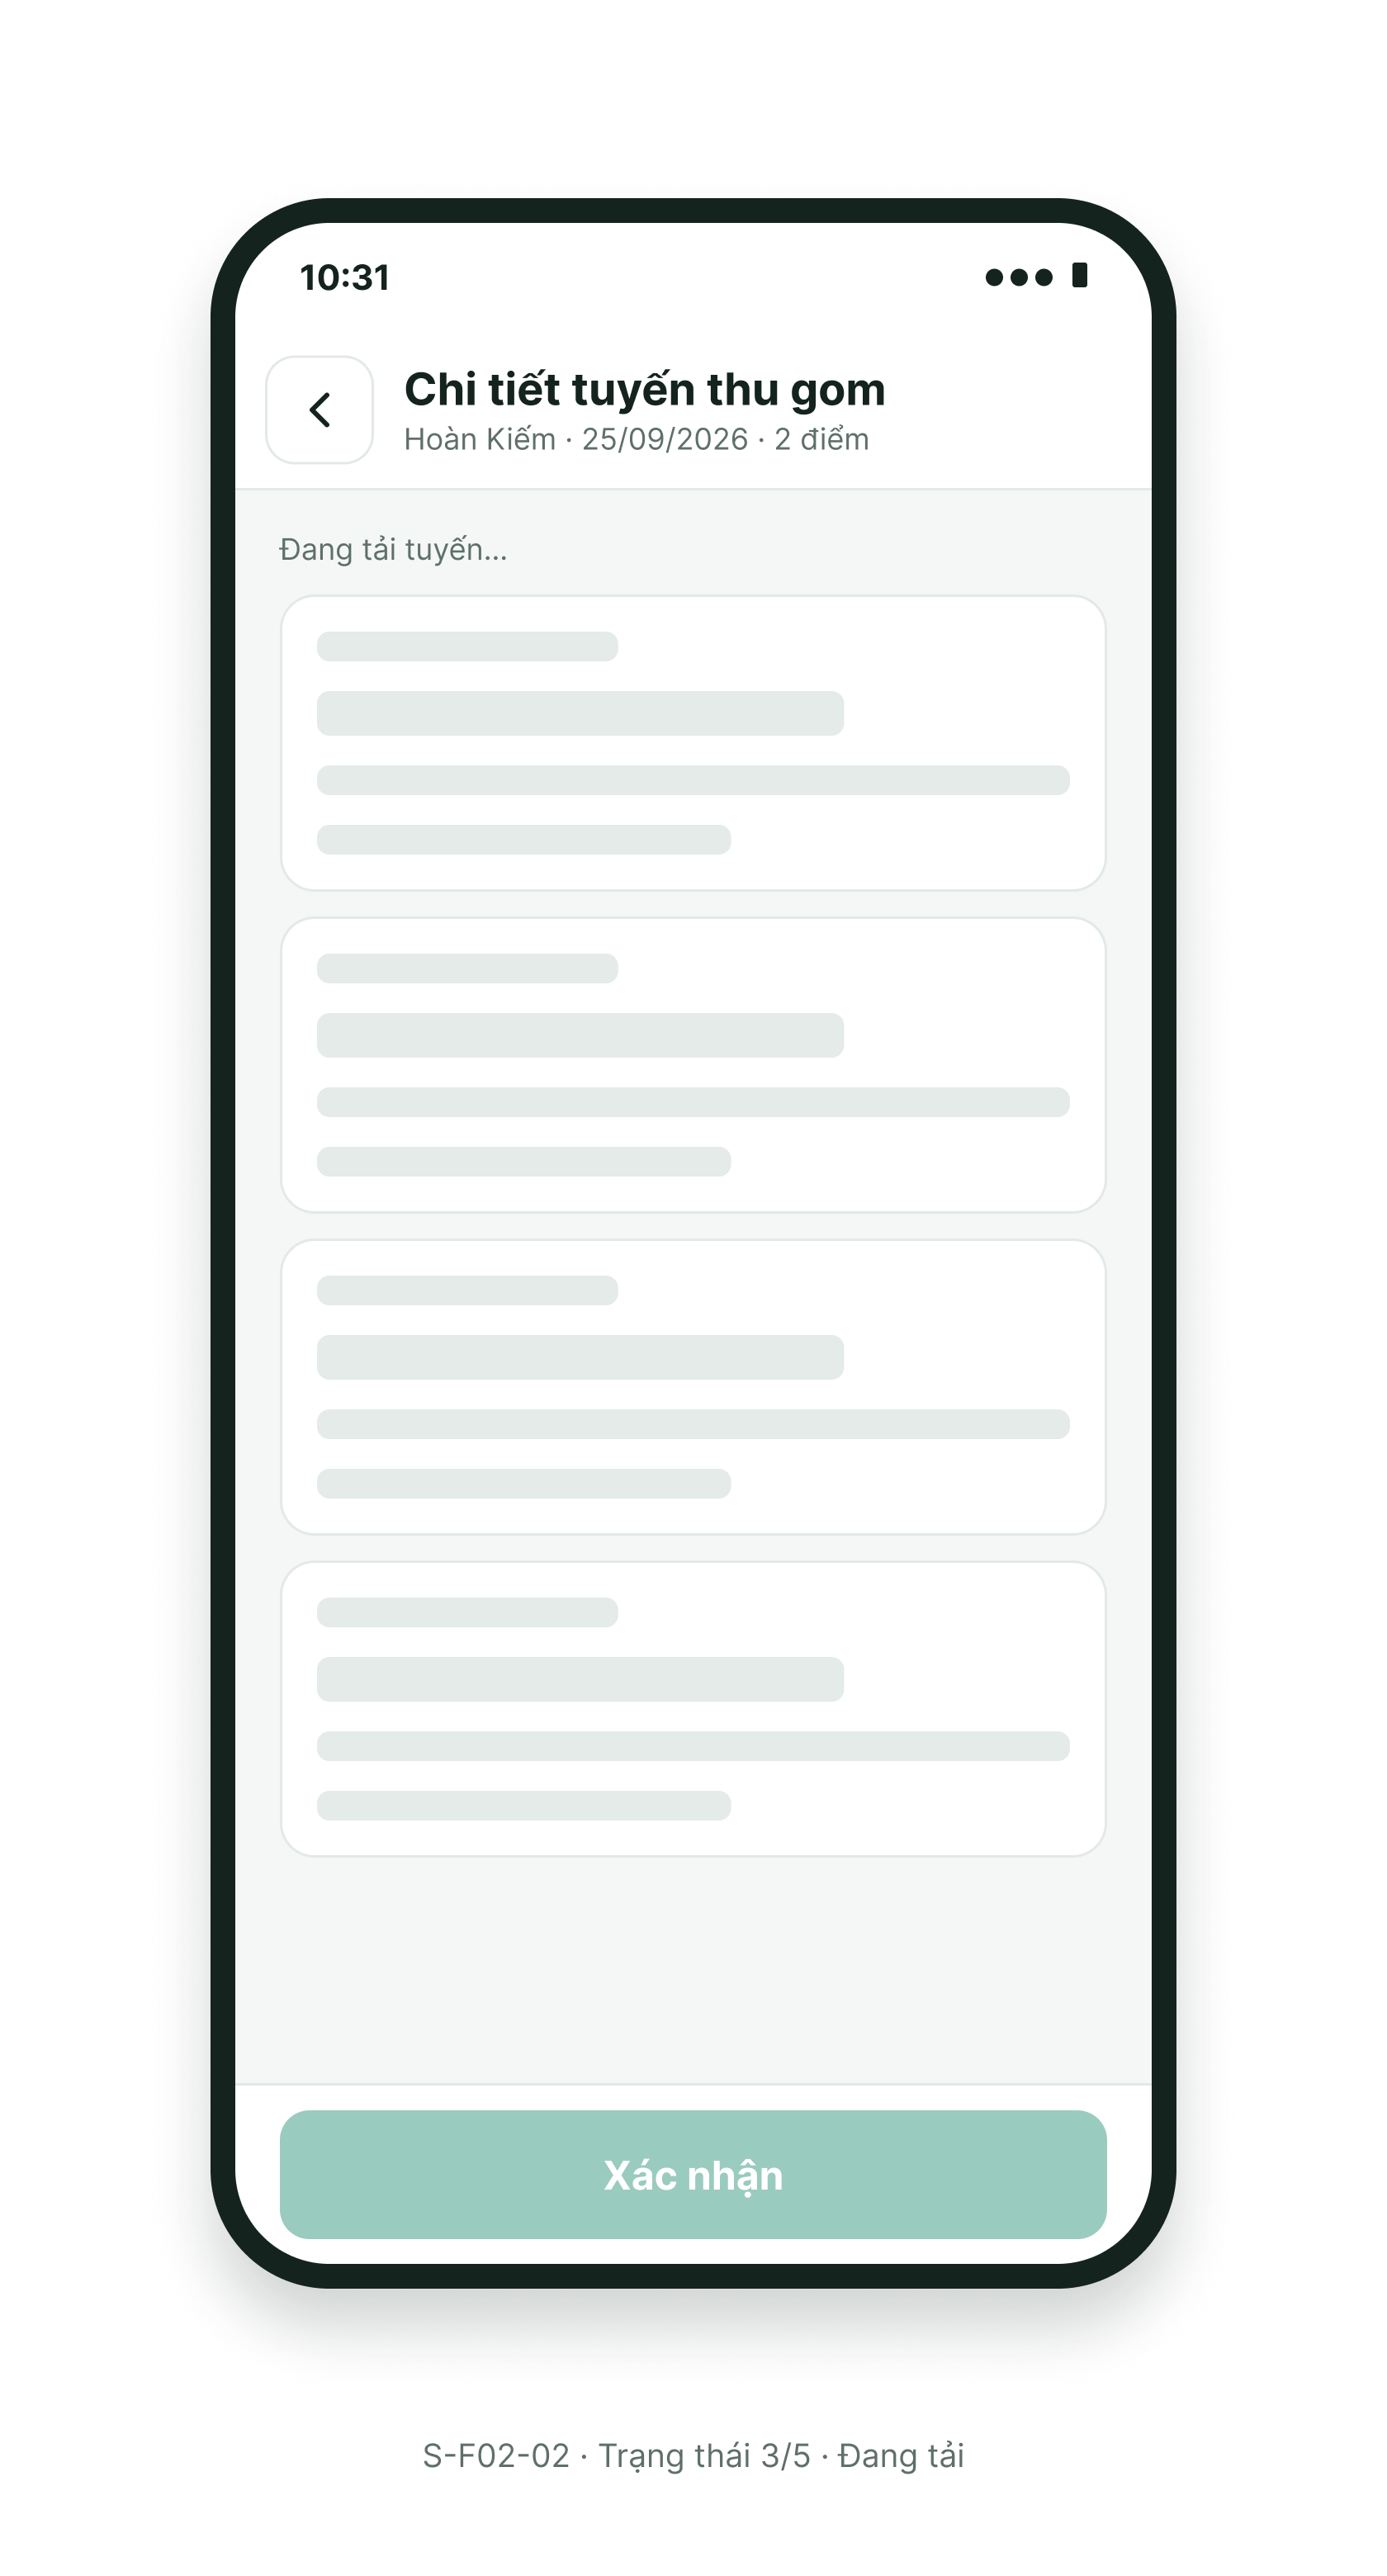 10:31
Chi tiết tuyến thu gom
Hoàn Kiếm · 25/09/2026 · 2 điểm
Đang tải tuyến...
Xác nhận
S-F02-02 · Trạng thái 3/5 · Đang tải